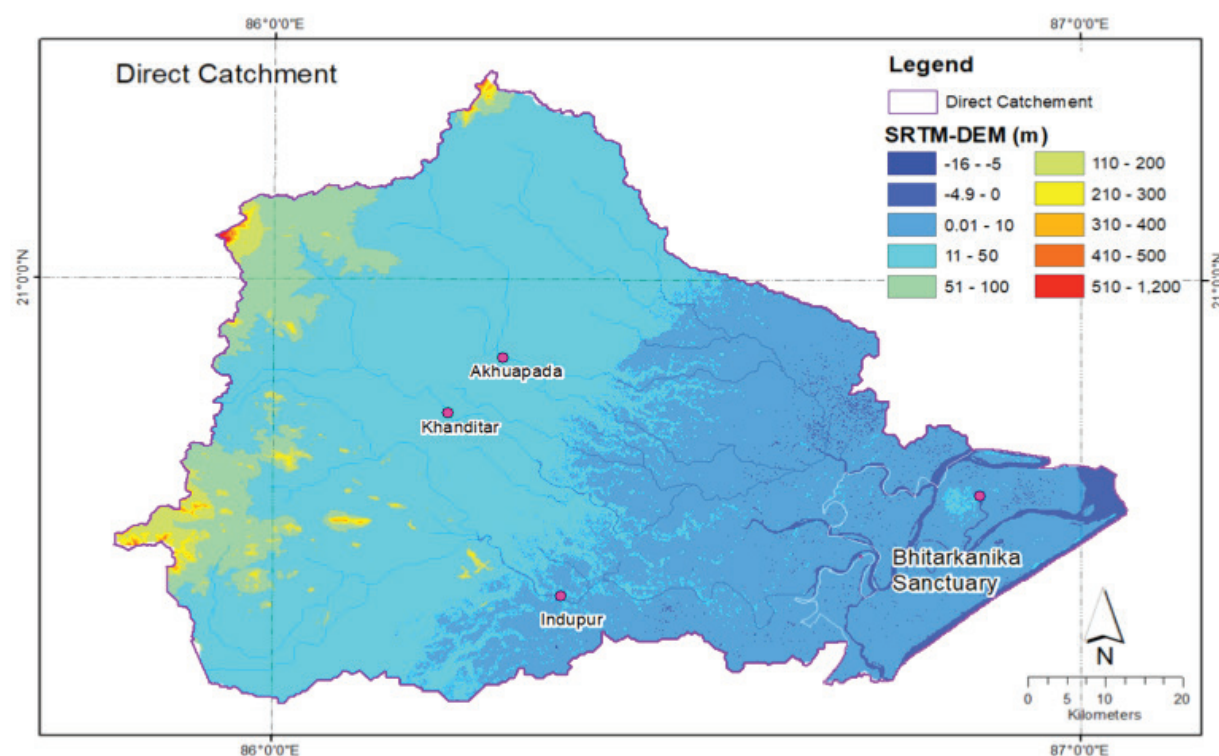 86°0'0"E
87°0'0"E
Direct Catchment
Legend
Direct Catchement
SRTM-DEM (m)
-16 - -5
110 - 200
-4.9 - 0
210 - 300
0.01 - 10
310 - 400
11 - 50
410 - 500
51 - 100
510 - 1,200
21°0'0"N
21°0'0"N
Akhuapada
Khanditar
Bhitarkanika
Sanctuary
Indupur
N
0 5 10 20
Kilometers
86°0'0"E
87°0'0"E